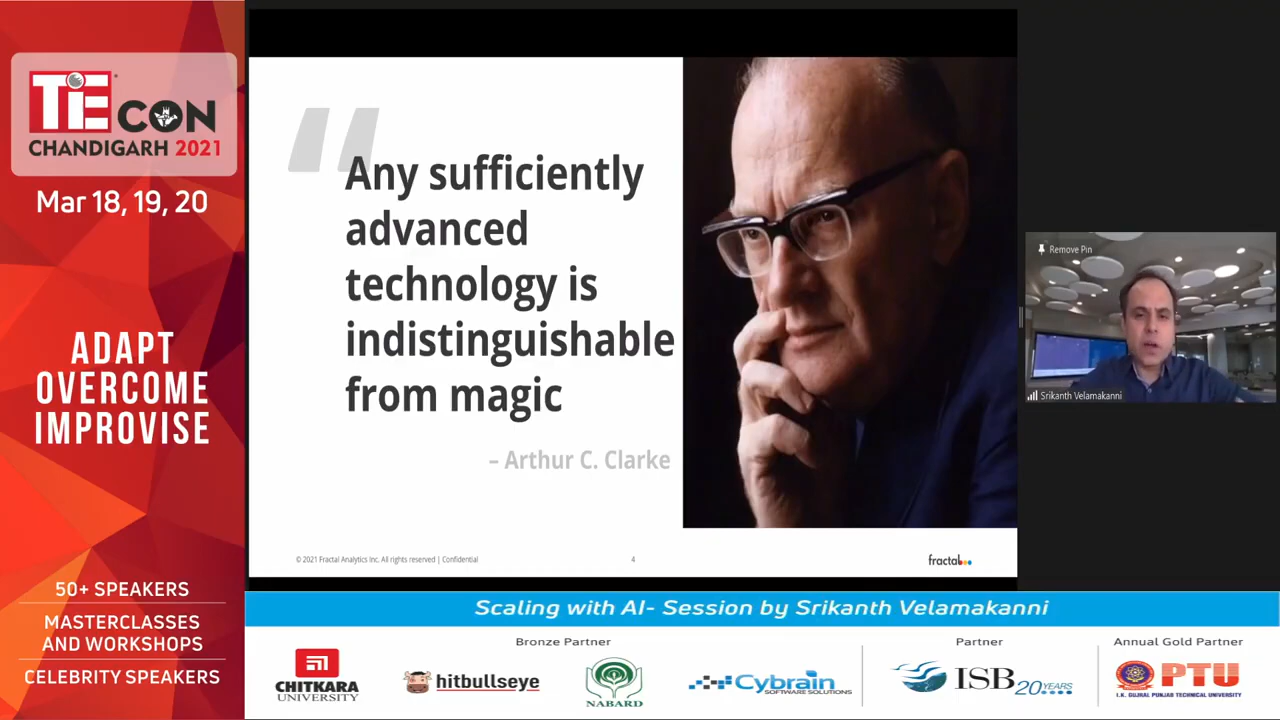 TiE CON
CHANDIGARH 2021
Mar 18, 19, 20
ADAPT
OVERCOME
IMPROVISE
50+ SPEAKERS
MASTERCLASSES
AND WORKSHOPS
CELEBRITY SPEAKERS
“
Any sufficiently
advanced
technology is
indistinguishable
from magic
– Arthur C. Clarke
© 2021 Fractal Analytics Inc. All rights reserved | Confidential
4
fractal
Remove Pin
Srikanth Velamakanni
Scaling with AI- Session by Srikanth Velamakanni
Bronze Partner
Partner
Annual Gold Partner
CHITKARA
UNIVERSITY
hitbullseye
NABARD
Cybrain
SOFTWARE SOLUTIONS
ISB 20 YEARS
PTU
I.K. GUJRAL PUNJAB TECHNICAL UNIVERSITY